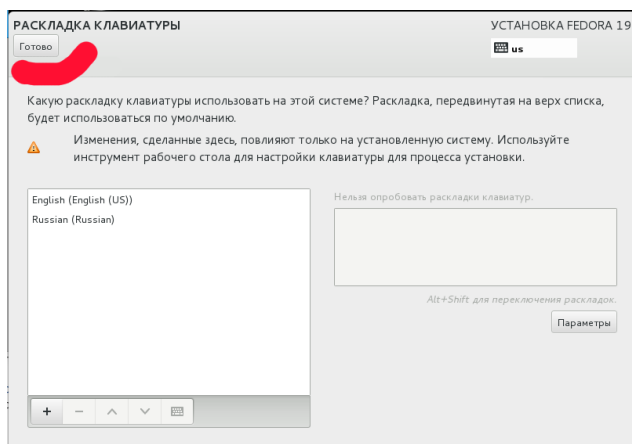 РАСКЛАДКА КЛАВИАТУРЫ
УСТАНОВКА FEDORA 19
Готово
us
Какую раскладку клавиатуры использовать на этой системе? Раскладка, передвинутая на верх списка,
будет использоваться по умолчанию.
Изменения, сделанные здесь, повлияют только на установленную систему. Используйте
инструмент рабочего стола для настройки клавиатуры для процесса установки.
English (English (US))
Russian (Russian)
Нельзя опробовать раскладки клавиатур.
Alt+Shift для переключения раскладок.
Параметры